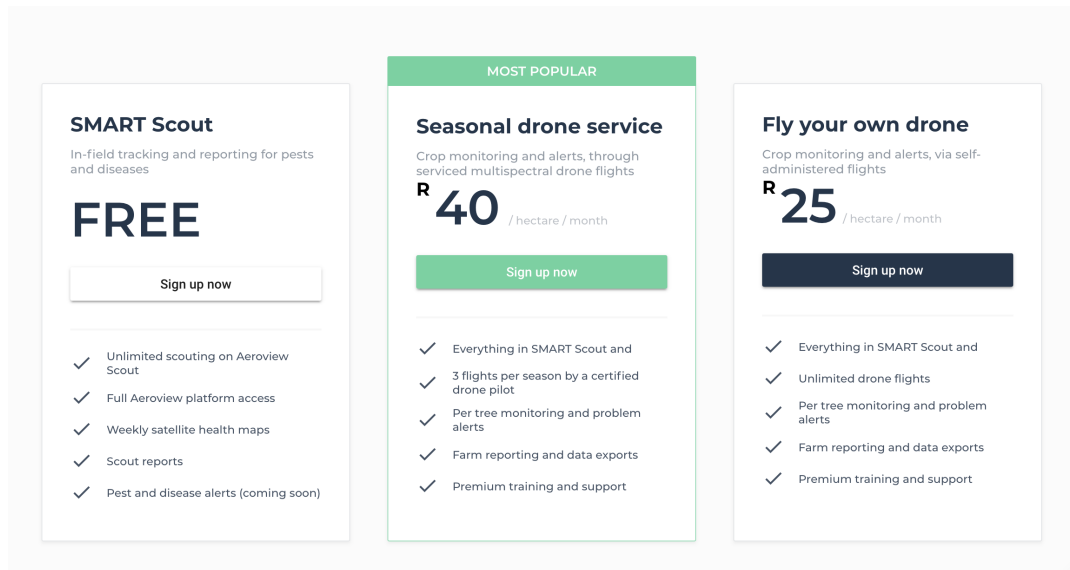 SMART Scout
In-field tracking and reporting for pests
and diseases
FREE
Sign up now
Unlimited scouting on Aeroview
Scout
Full Aeroview platform access
Weekly satellite health maps
Scout reports
Pest and disease alerts (coming soon)
MOST POPULAR
Seasonal drone service
Crop monitoring and alerts, through
serviced multispectral drone flights
R 40 / hectare / month
Sign up now
Everything in SMART Scout and
3 flights per season by a certified
drone pilot
Per tree monitoring and problem
alerts
Farm reporting and data exports
Premium training and support
Fly your own drone
Crop monitoring and alerts, via self-
administered flights
R 25 / hectare / month
Sign up now
Everything in SMART Scout and
Unlimited drone flights
Per tree monitoring and problem
alerts
Farm reporting and data exports
Premium training and support